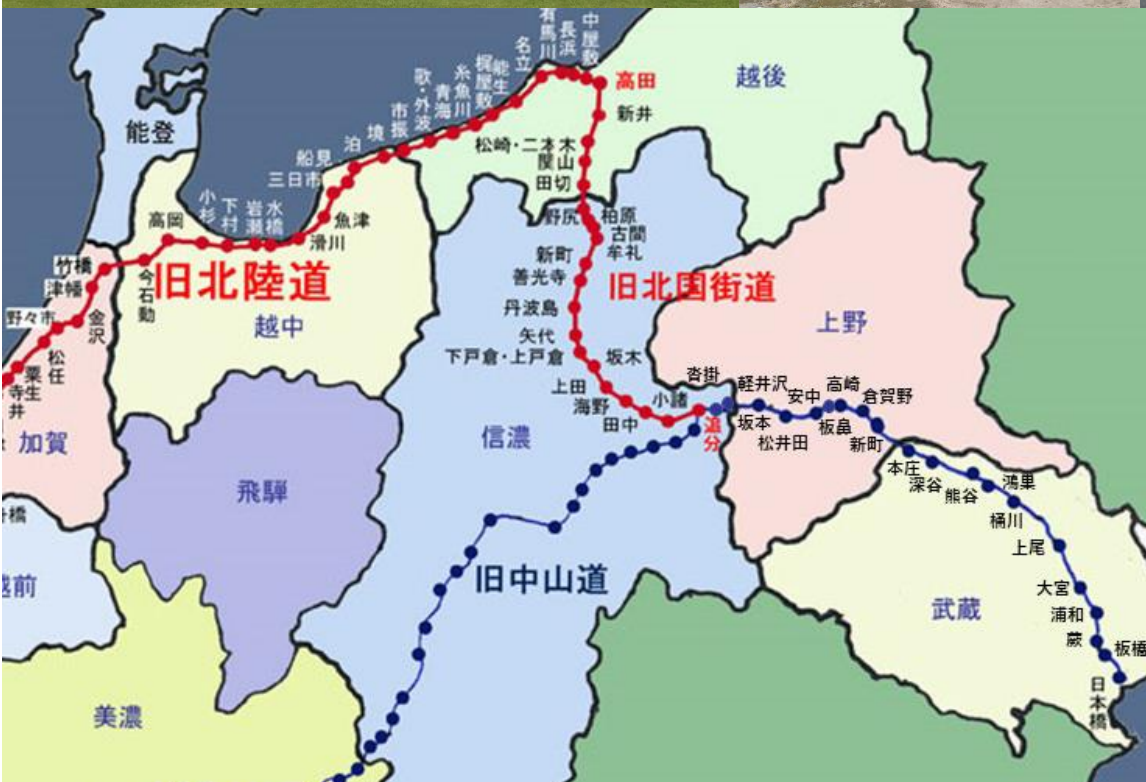 有馬川
長浜
中屋敷
名立
能生
梶屋敷
糸魚川
青海
歌・外波
市振
境
泊
船見
三日市
高田
新井
越後
能登
松崎・二本木
関山
田切
野尻
柏原
古間
牟礼
新町
善光寺
丹波島
矢代
下戸倉・上戸倉
坂木
上田
海野
田中
小諸
追分
旧北国街道
高岡
小杉
下村
岩瀬
水橋
滑川
魚津
竹橋
津幡
今石動
旧北陸道
越中
野々市
金沢
松任
粟生
寺井
加賀
飛騨
信濃
上野
沓掛
軽井沢
坂本
松井田
安中
板鼻
高崎
倉賀野
新町
本庄
深谷
熊谷
鴻巣
桶川
上尾
大宮
浦和
蕨
板橋
日本橋
武蔵
旧中山道
橋
越前
美濃